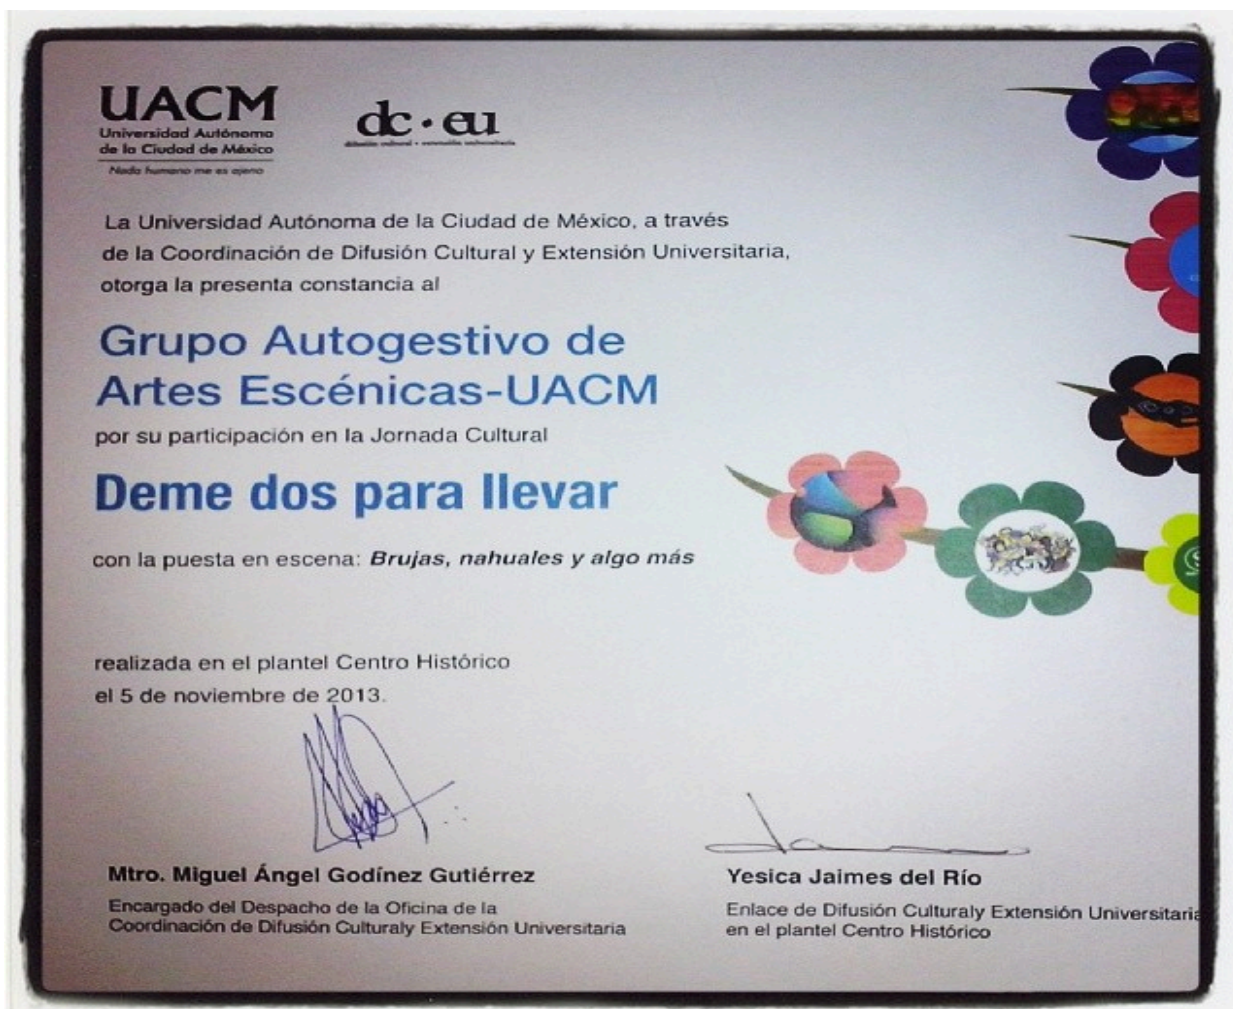 UACM
Universidad Autónoma
de la Ciudad de México
Nada humano me es ajeno
dc·eu
difusión cultural • extensión universitaria
La Universidad Autónoma de la Ciudad de México, a través
de la Coordinación de Difusión Cultural y Extensión Universitaria,
otorga la presenta constancia al
Grupo Autogestivo de
Artes Escénicas-UACM
por su participación en la Jornada Cultural
Deme dos para llevar
con la puesta en escena: Brujas, nahuales y algo más
realizada en el plantel Centro Histórico
el 5 de noviembre de 2013.
Mtro. Miguel Ángel Godínez Gutiérrez
Encargado del Despacho de la Oficina de la
Coordinación de Difusión Culturaly Extensión Universitaria
Yesica Jaimes del Río
Enlace de Difusión Culturaly Extensión Universitaria
en el plantel Centro Histórico